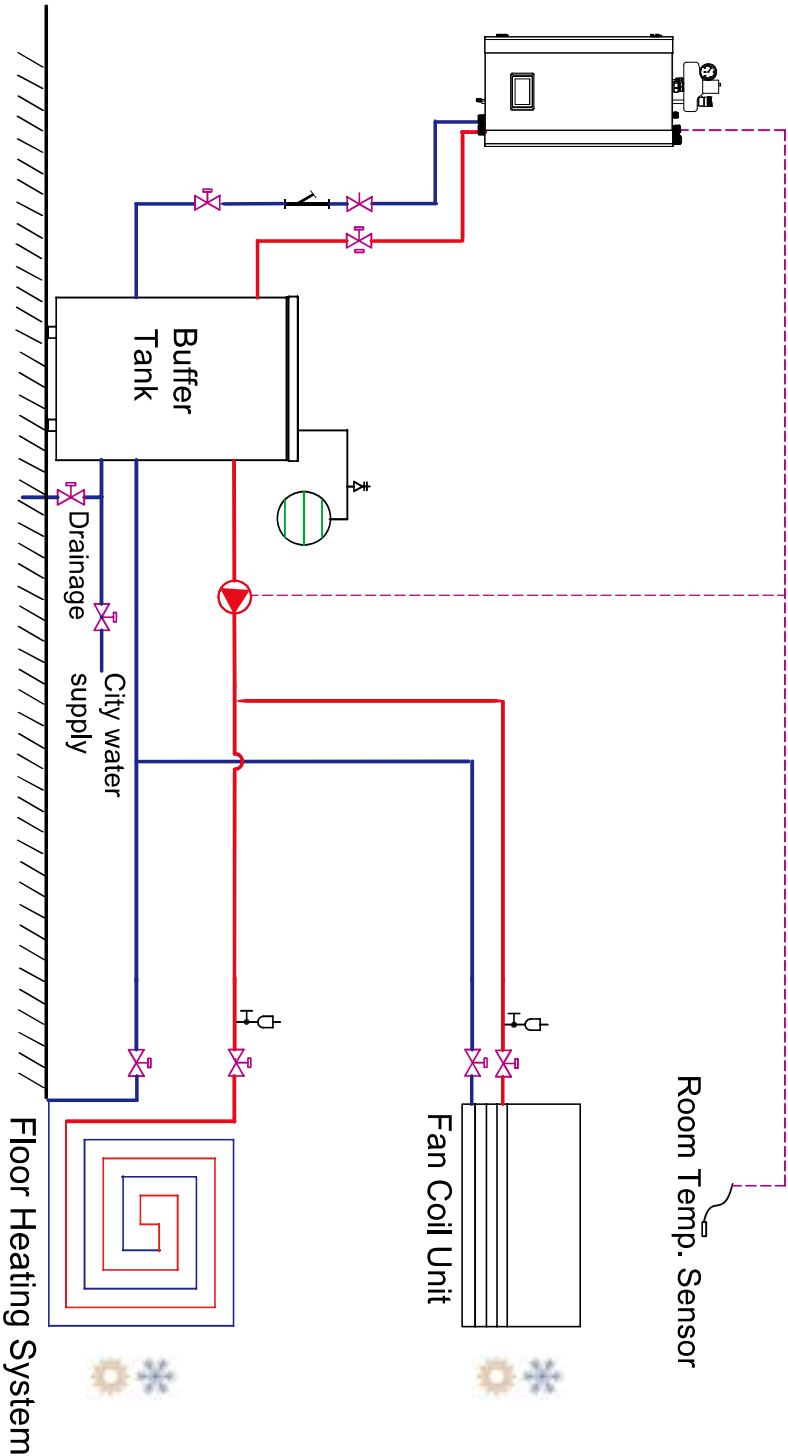 Buffer
Tank
Drainage
City water
supply
Room Temp. Sensor
Fan Coil Unit
Floor Heating System